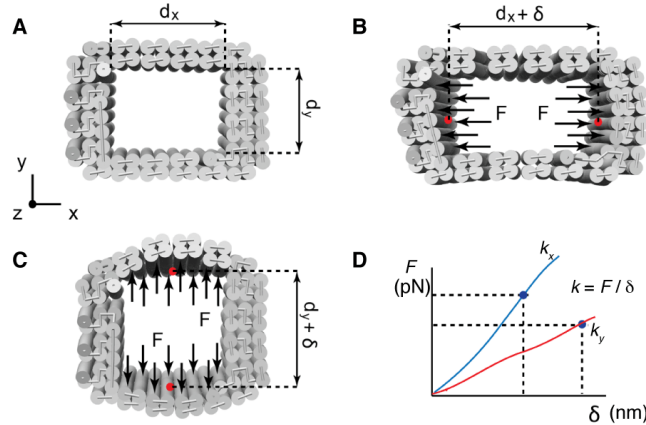 A
dx
dy
y
z
x
B
dx + δ
F
F
C
F
F
dy + δ
D
F
(pN)
kx
k = F / δ
ky
δ (nm)